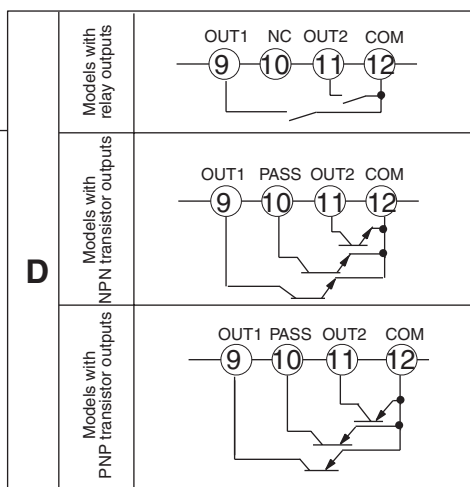 D
Models with
relay outputs
OUT1 NC OUT2 COM
9 10 11 12
Models with
NPN transistor outputs
OUT1 PASS OUT2 COM
9 10 11 12
Models with
PNP transistor outputs
OUT1 PASS OUT2 COM
9 10 11 12